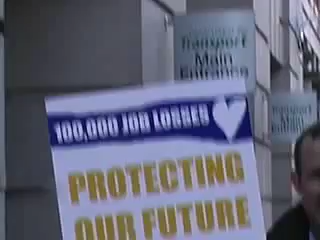 Transport
Main
Entrance
100,000 JOB LOSSES
PROTECTING
OUR FUTURE